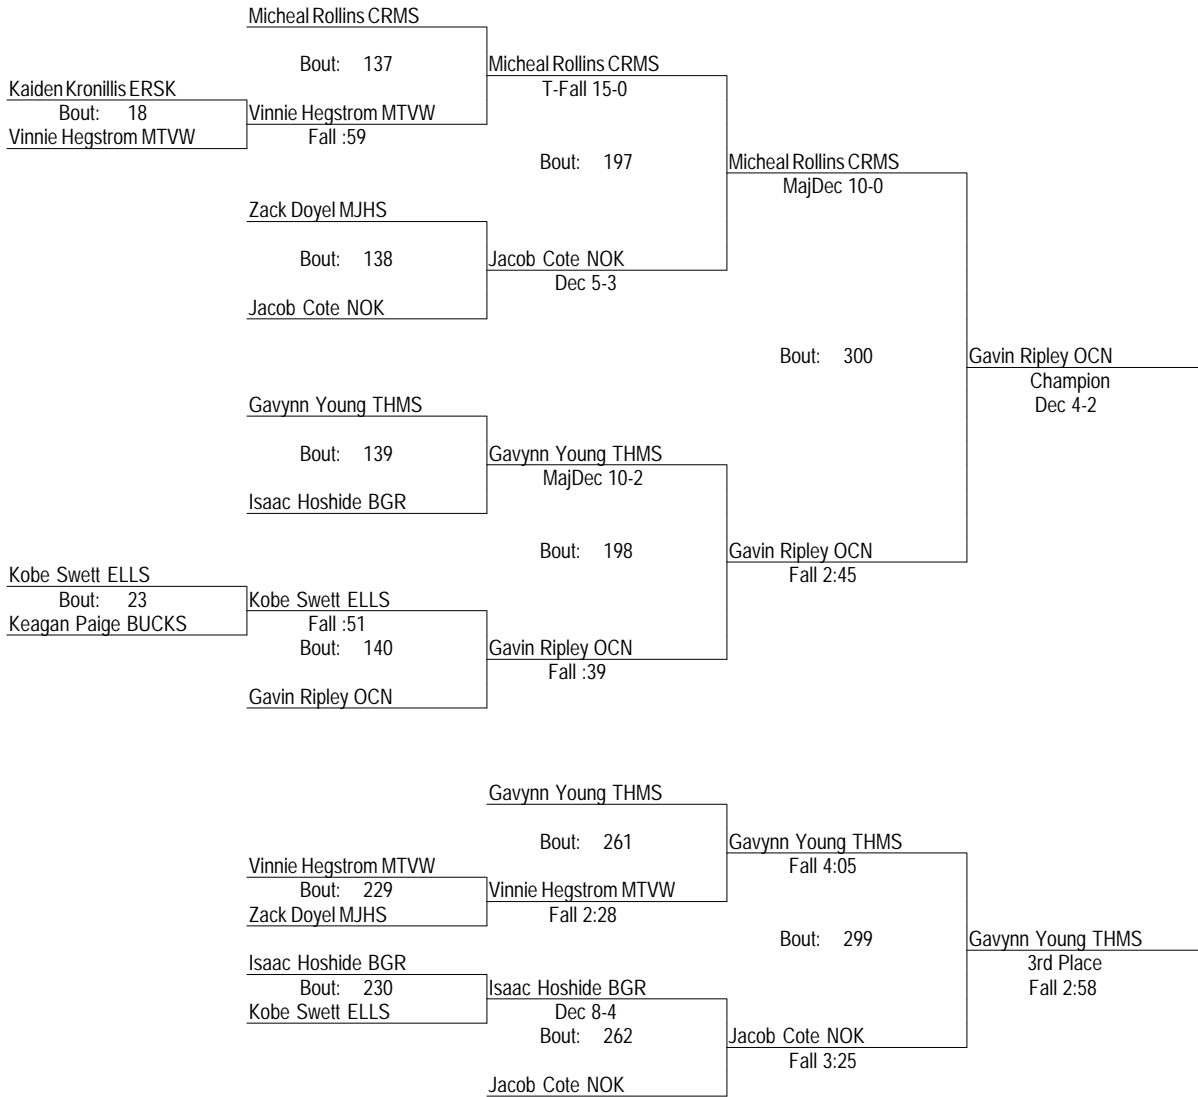 Micheal Rollins CRMS
Bout: 137
Micheal Rollins CRMS
T-Fall 15-0
Kaiden Kronillis ERSK
Bout: 18
Vinnie Hegstrom MTVW
Vinnie Hegstrom MTVW
Fall :59
Bout: 197
Micheal Rollins CRMS
MajDec 10-0
Zack Doyel MJHS
Bout: 138
Jacob Cote NOK
Dec 5-3
Jacob Cote NOK
Bout: 300
Gavin Ripley OCN
Champion
Dec 4-2
Gavynn Young THMS
Bout: 139
Gavynn Young THMS
MajDec 10-2
Isaac Hoshide BGR
Bout: 198
Gavin Ripley OCN
Fall 2:45
Kobe Swett ELLS
Bout: 23
Keagan Paige BUCKS
Kobe Swett ELLS
Fall :51
Bout: 140
Gavin Ripley OCN
Fall :39
Gavin Ripley OCN
Gavynn Young THMS
Bout: 261
Gavynn Young THMS
Fall 4:05
Vinnie Hegstrom MTVW
Bout: 229
Zack Doyel MJHS
Vinnie Hegstrom MTVW
Fall 2:28
Bout: 299
Gavynn Young THMS
3rd Place
Fall 2:58
Isaac Hoshide BGR
Bout: 230
Kobe Swett ELLS
Isaac Hoshide BGR
Dec 8-4
Bout: 262
Jacob Cote NOK
Fall 3:25
Jacob Cote NOK